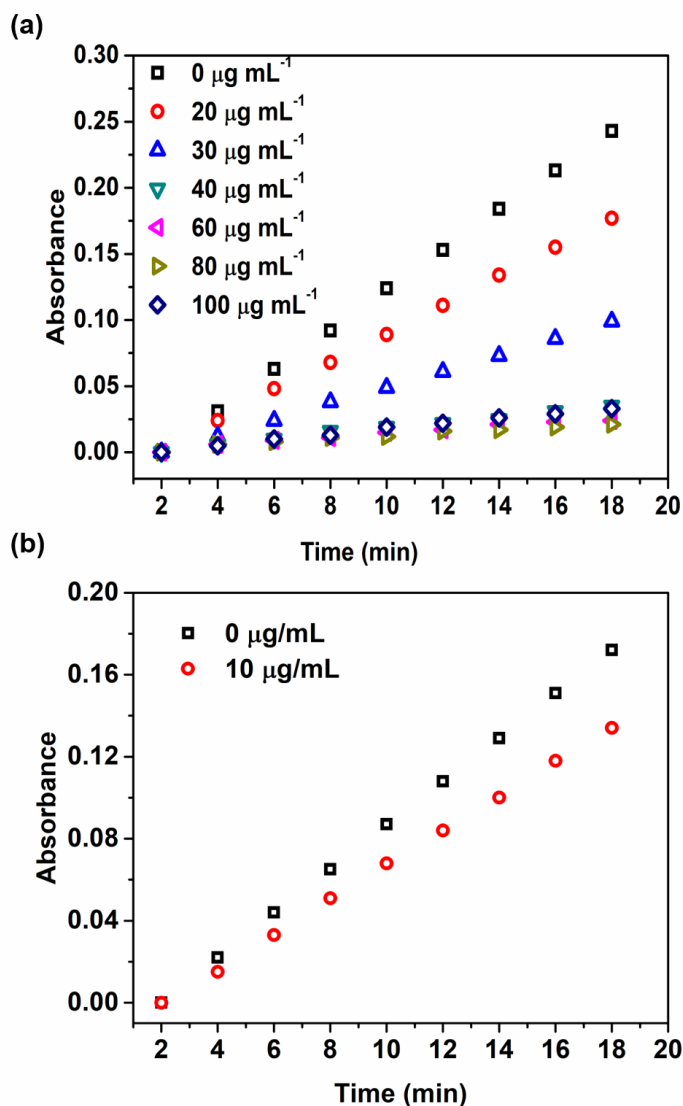 (a)
0.30
0.25
0.20
0.15
0.10
0.05
0.00
Absorbance
0 μg mL⁻¹
20 μg mL⁻¹
30 μg mL⁻¹
40 μg mL⁻¹
60 μg mL⁻¹
80 μg mL⁻¹
100 μg mL⁻¹
2 4 6 8 10 12 14 16 18 20
Time (min)
(b)
0.20
0.16
0.12
0.08
0.04
0.00
Absorbance
0 μg/mL
10 μg/mL
2 4 6 8 10 12 14 16 18 20
Time (min)